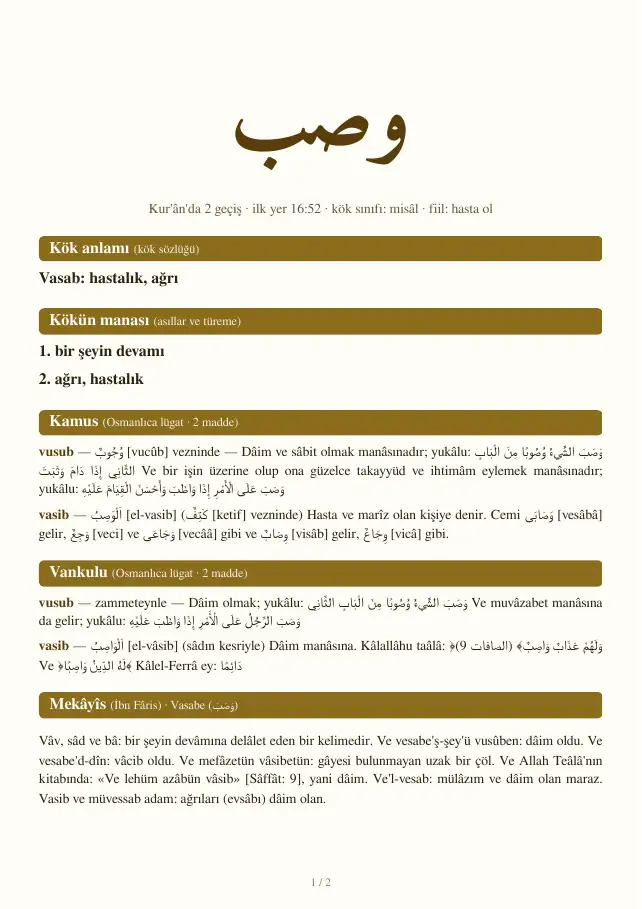 وصب
Kur'ân'da 2 geçiş · ilk yer 16:52 · kök sınıfı: misâl · fiil: hasta ol
Kök anlamı (kök sözlüğü)
Vasab: hastalık, ağrı
Kökün manası (asıllar ve türeme)
1. bir şeyin devamı
2. ağrı, hastalık
Kamus (Osmanlıca lügat · 2 madde)
vusub — وُجُوبٌ [vucûb] vezninde — Dâim ve sâbit olmak manâsınadır; yukâlu: وَصَبَ الشَّيْءُ وُصُوبًا مِنَ الْبَابِ
الثَّانِي إِذَا دَامَ وَثَبَتَ Ve bir işin üzerine olup ona güzelce takayyüd ve ihtimâm eylemek manâsınadır;
yukâlu: وَصَبَ عَلَى الْأَمْرِ إِذَا وَاظَبَ وَأَحْسَنَ الْقِيَامَ عَلَيْهِ
vasib — اَلْوَصِبُ [el-vasib] (كَتِفٌ [ketif] vezninde) Hasta ve marîz olan kişiye denir. Cemi وَصَابَى [vesâbâ]
gelir, وَجِعٌ [veci] ve وَجَاعَى [vecââ] gibi ve وِصَابٌ [visâb] gelir, وِجَاعٌ [vicâ] gibi.
Vankulu (Osmanlıca lügat · 2 madde)
vusub — zammeteynle — Dâim olmak; yukâlu: وَصَبَ الشَّيْءُ وُصُوبًا مِنَ الْبَابِ الثَّانِي Ve muvâzabet manâsına
da gelir; yukâlu: وَصَبَ الرَّجُلُ عَلَى الْأَمْرِ إِذَا وَاظَبَ عَلَيْهِ
vasib — اَلْوَاصِبُ [el-vâsib] (sâdın kesriyle) Dâim manâsına. Kâlallâhu taâlâ: ﴿وَلَهُمْ عَذَابٌ وَاصِبٌ﴾ (الصافات 9)
Ve ﴿لَهُ الدِّينُ وَاصِبًا﴾ Kâlel-Ferrâ ey: دَائِمًا
Mekâyîs (İbn Fâris) · Vasabe (وَصَبَ)
Vâv, sâd ve bâ: bir şeyin devâmına delâlet eden bir kelimedir. Ve vesabe'ş-şey'ü vusûben: dâim oldu. Ve
vesabe'd-dîn: vâcib oldu. Ve mefâzetün vâsibetün: gâyesi bulunmayan uzak bir çöl. Ve Allah Teâlâ'nın
kitabında: «Ve lehüm azâbün vâsib» [Sâffât: 9], yani dâim. Ve'l-vesab: mülâzım ve dâim olan maraz.
Vasib ve müvessab adam: ağrıları (evsâbı) dâim olan.
1 / 2